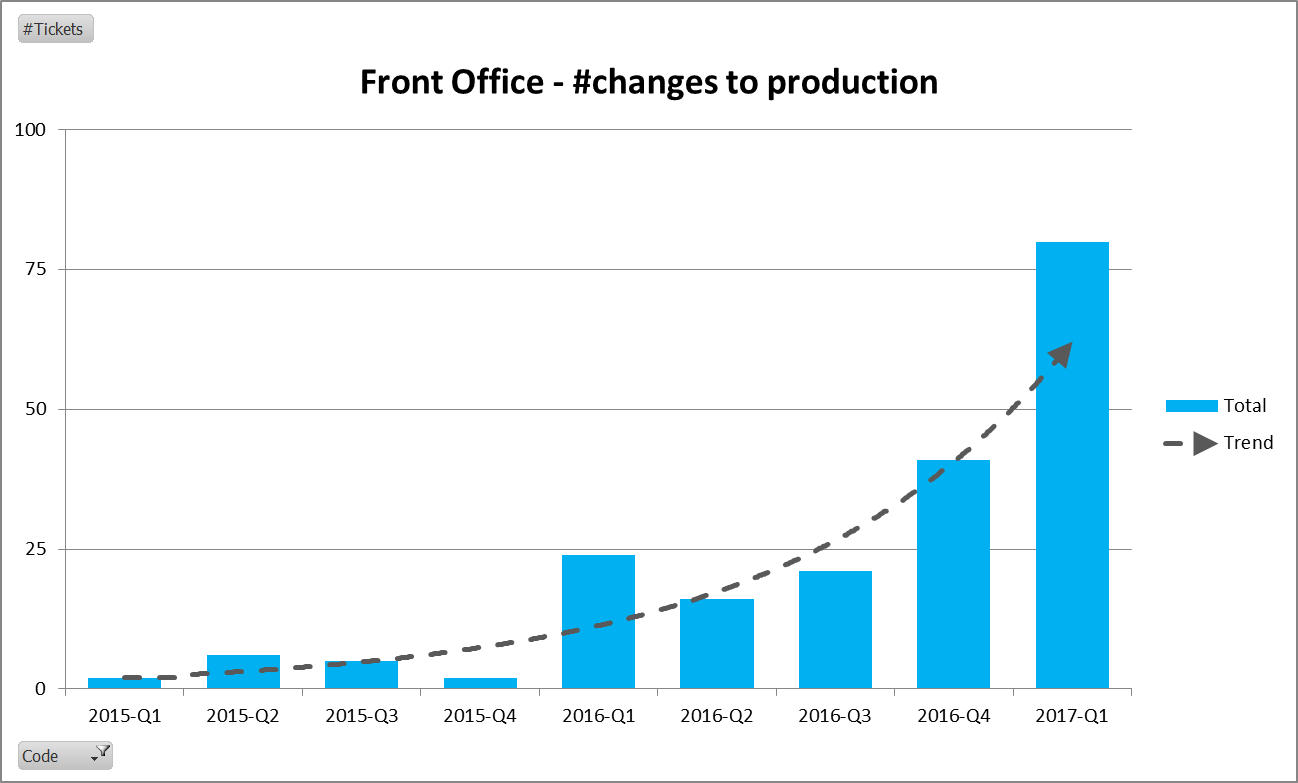 #Tickets
Front Office - #changes to production
100
75
50
25
0
2015-Q1 2015-Q2 2015-Q3 2015-Q4 2016-Q1 2016-Q2 2016-Q3 2016-Q4 2017-Q1
Total
Trend
Code